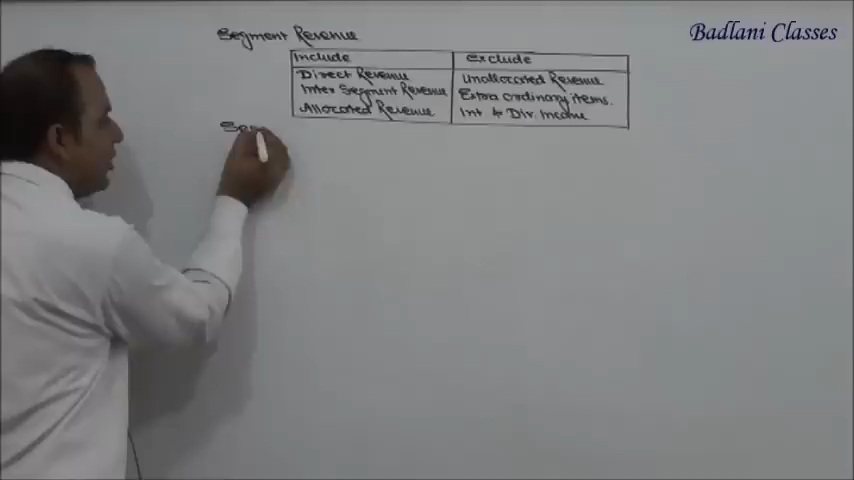 Badlani Classes
Segment Revenue
Include Exclude
Direct Revenue Unallocated Revenue
Inter Segment Revenue Extra ordinary items.
Allocated Revenue Int & Div. Income
Seg